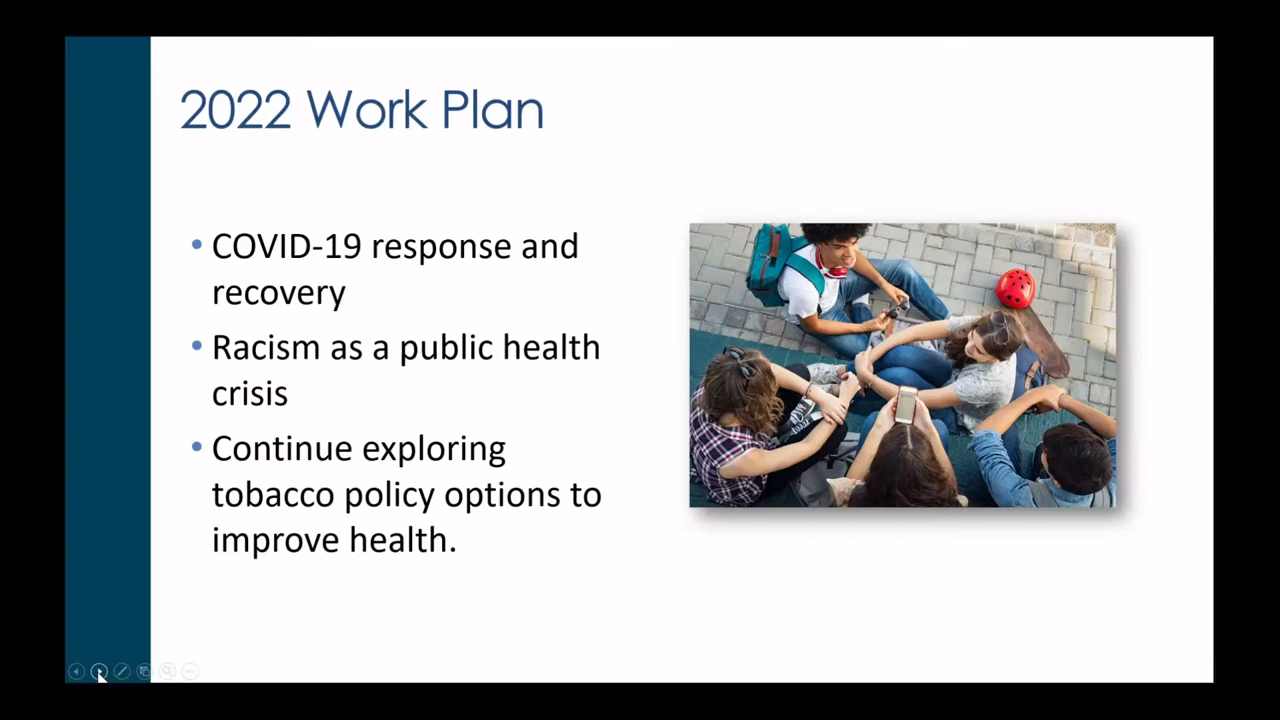 2022 Work Plan
• COVID-19 response and
recovery
• Racism as a public health
crisis
• Continue exploring
tobacco policy options to
improve health.